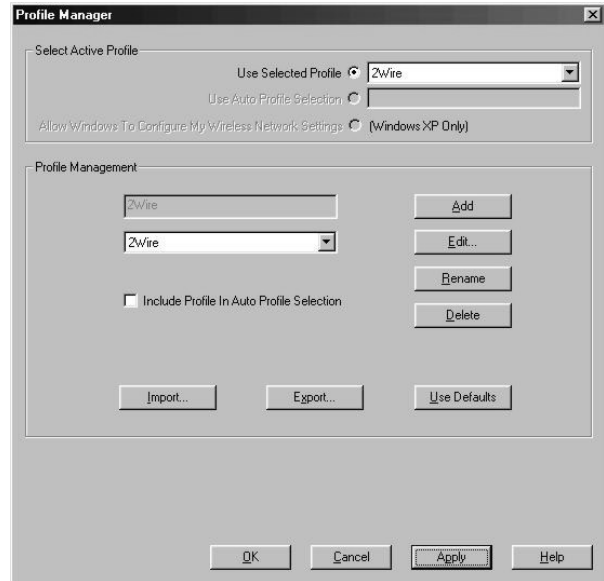 Profile Manager
Select Active Profile
Use Selected Profile 2Wire
Use Auto Profile Selection
Allow Windows To Configure My Wireless Network Settings (Windows XP Only)
Profile Management
2Wire Add
2Wire Edit...
Rename
Include Profile In Auto Profile Selection
Delete
Import... Export... Use Defaults
OK Cancel Apply Help